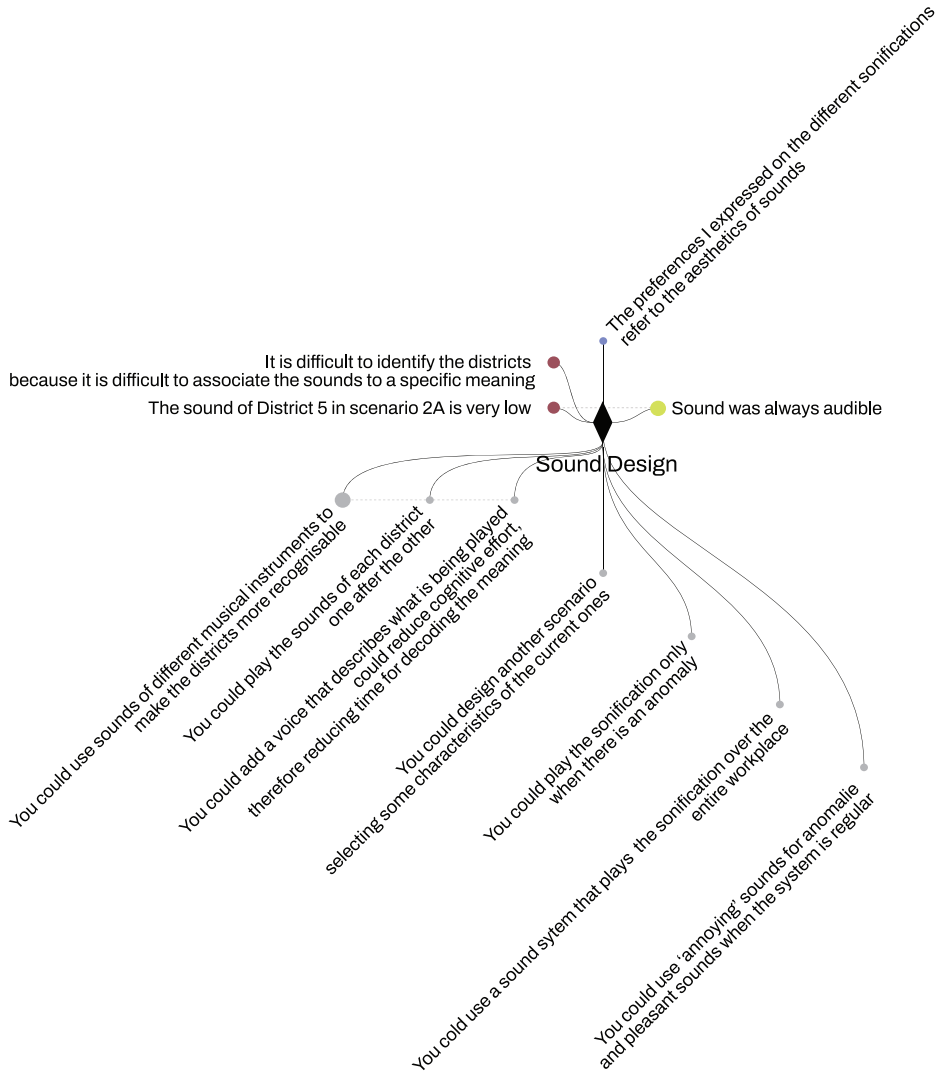 The preferences I expressed on the different sonifications
refer to the aesthetics of sounds
It is difficult to identify the districts
because it is difficult to associate the sounds to a specific meaning
The sound of District 5 in scenario 2A is very low
Sound was always audible
Sound Design
You could use sounds of different musical instruments to
make the districts more recognisable
You could play the sounds of each district
one after the other
You could add a voice that describes what is being played
could reduce cognitive effort,
therefore reducing time for decoding the meaning
You could design another scenario
selecting some characteristics of the current ones
You could play the sonification only
when there is an anomaly
You cold use a sound sytem that plays the sonification over the
entire workplace
You could use ‘annoying’ sounds for anomalie
and pleasant sounds when the system is regular